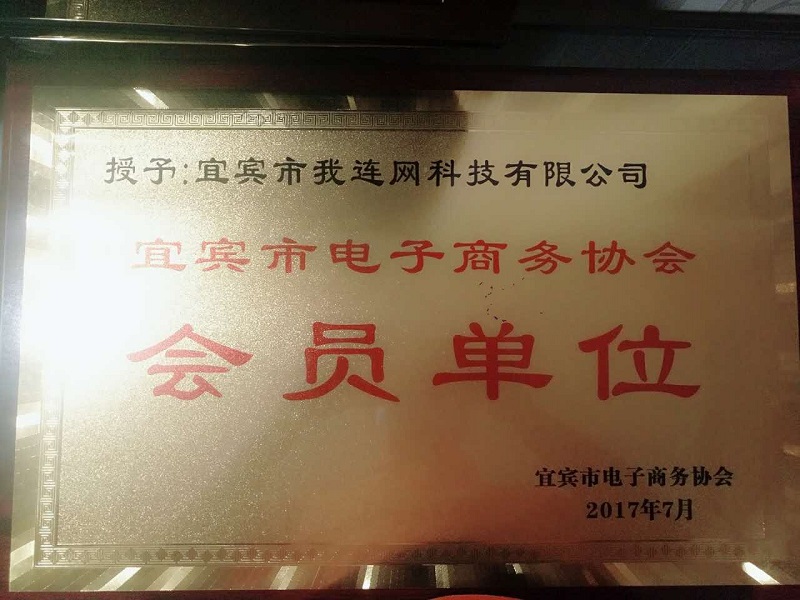 授予:宜宾市我连网科技有限公司
宜宾市电子商务协会
会员单位
宜宾市电子商务协会
2017年7月